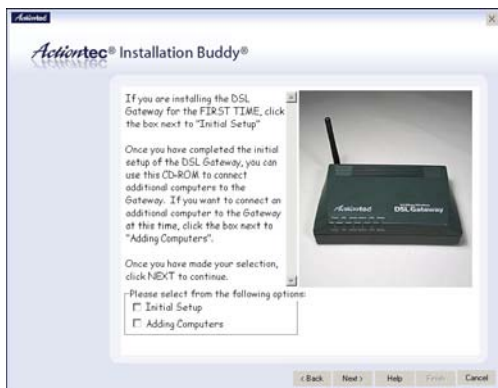 Actiontec
X
Actiontec® Installation Buddy®
If you are installing the DSL
Gateway for the FIRST TIME, click
the box next to "Initial Setup"
Once you have completed the initial
setup of the DSL Gateway, you can
use this CD-ROM to connect
additional computers to the
Gateway. If you want to connect an
additional computer to the Gateway
at this time, click the box next to
"Adding Computers".
Once you have made your selection,
click NEXT to continue.
Actiontec
DSL Gateway
Please select from the following options:
Initial Setup
Adding Computers
< Back Next > Help Finish Cancel